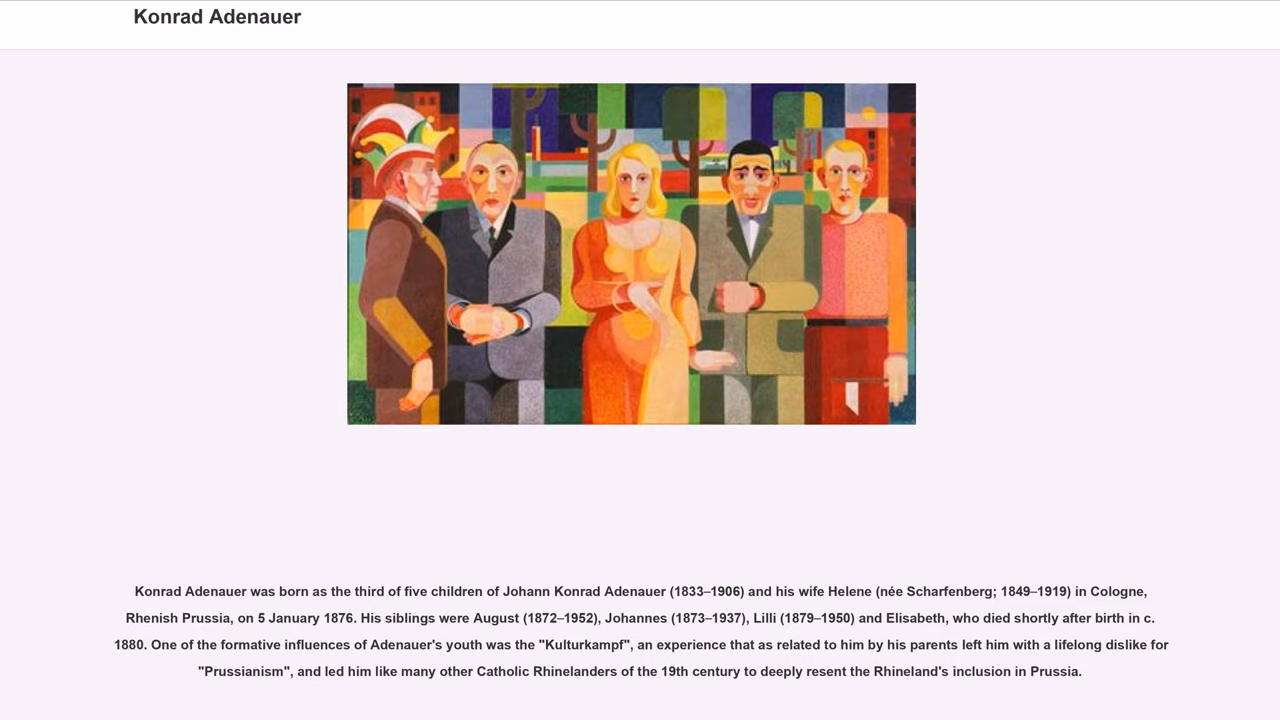 Konrad Adenauer
Konrad Adenauer was born as the third of five children of Johann Konrad Adenauer (1833–1906) and his wife Helene (née Scharfenberg; 1849–1919) in Cologne,
Rhenish Prussia, on 5 January 1876. His siblings were August (1872–1952), Johannes (1873–1937), Lilli (1879–1950) and Elisabeth, who died shortly after birth in c.
1880. One of the formative influences of Adenauer's youth was the "Kulturkampf", an experience that as related to him by his parents left him with a lifelong dislike for
"Prussianism", and led him like many other Catholic Rhinelanders of the 19th century to deeply resent the Rhineland's inclusion in Prussia.